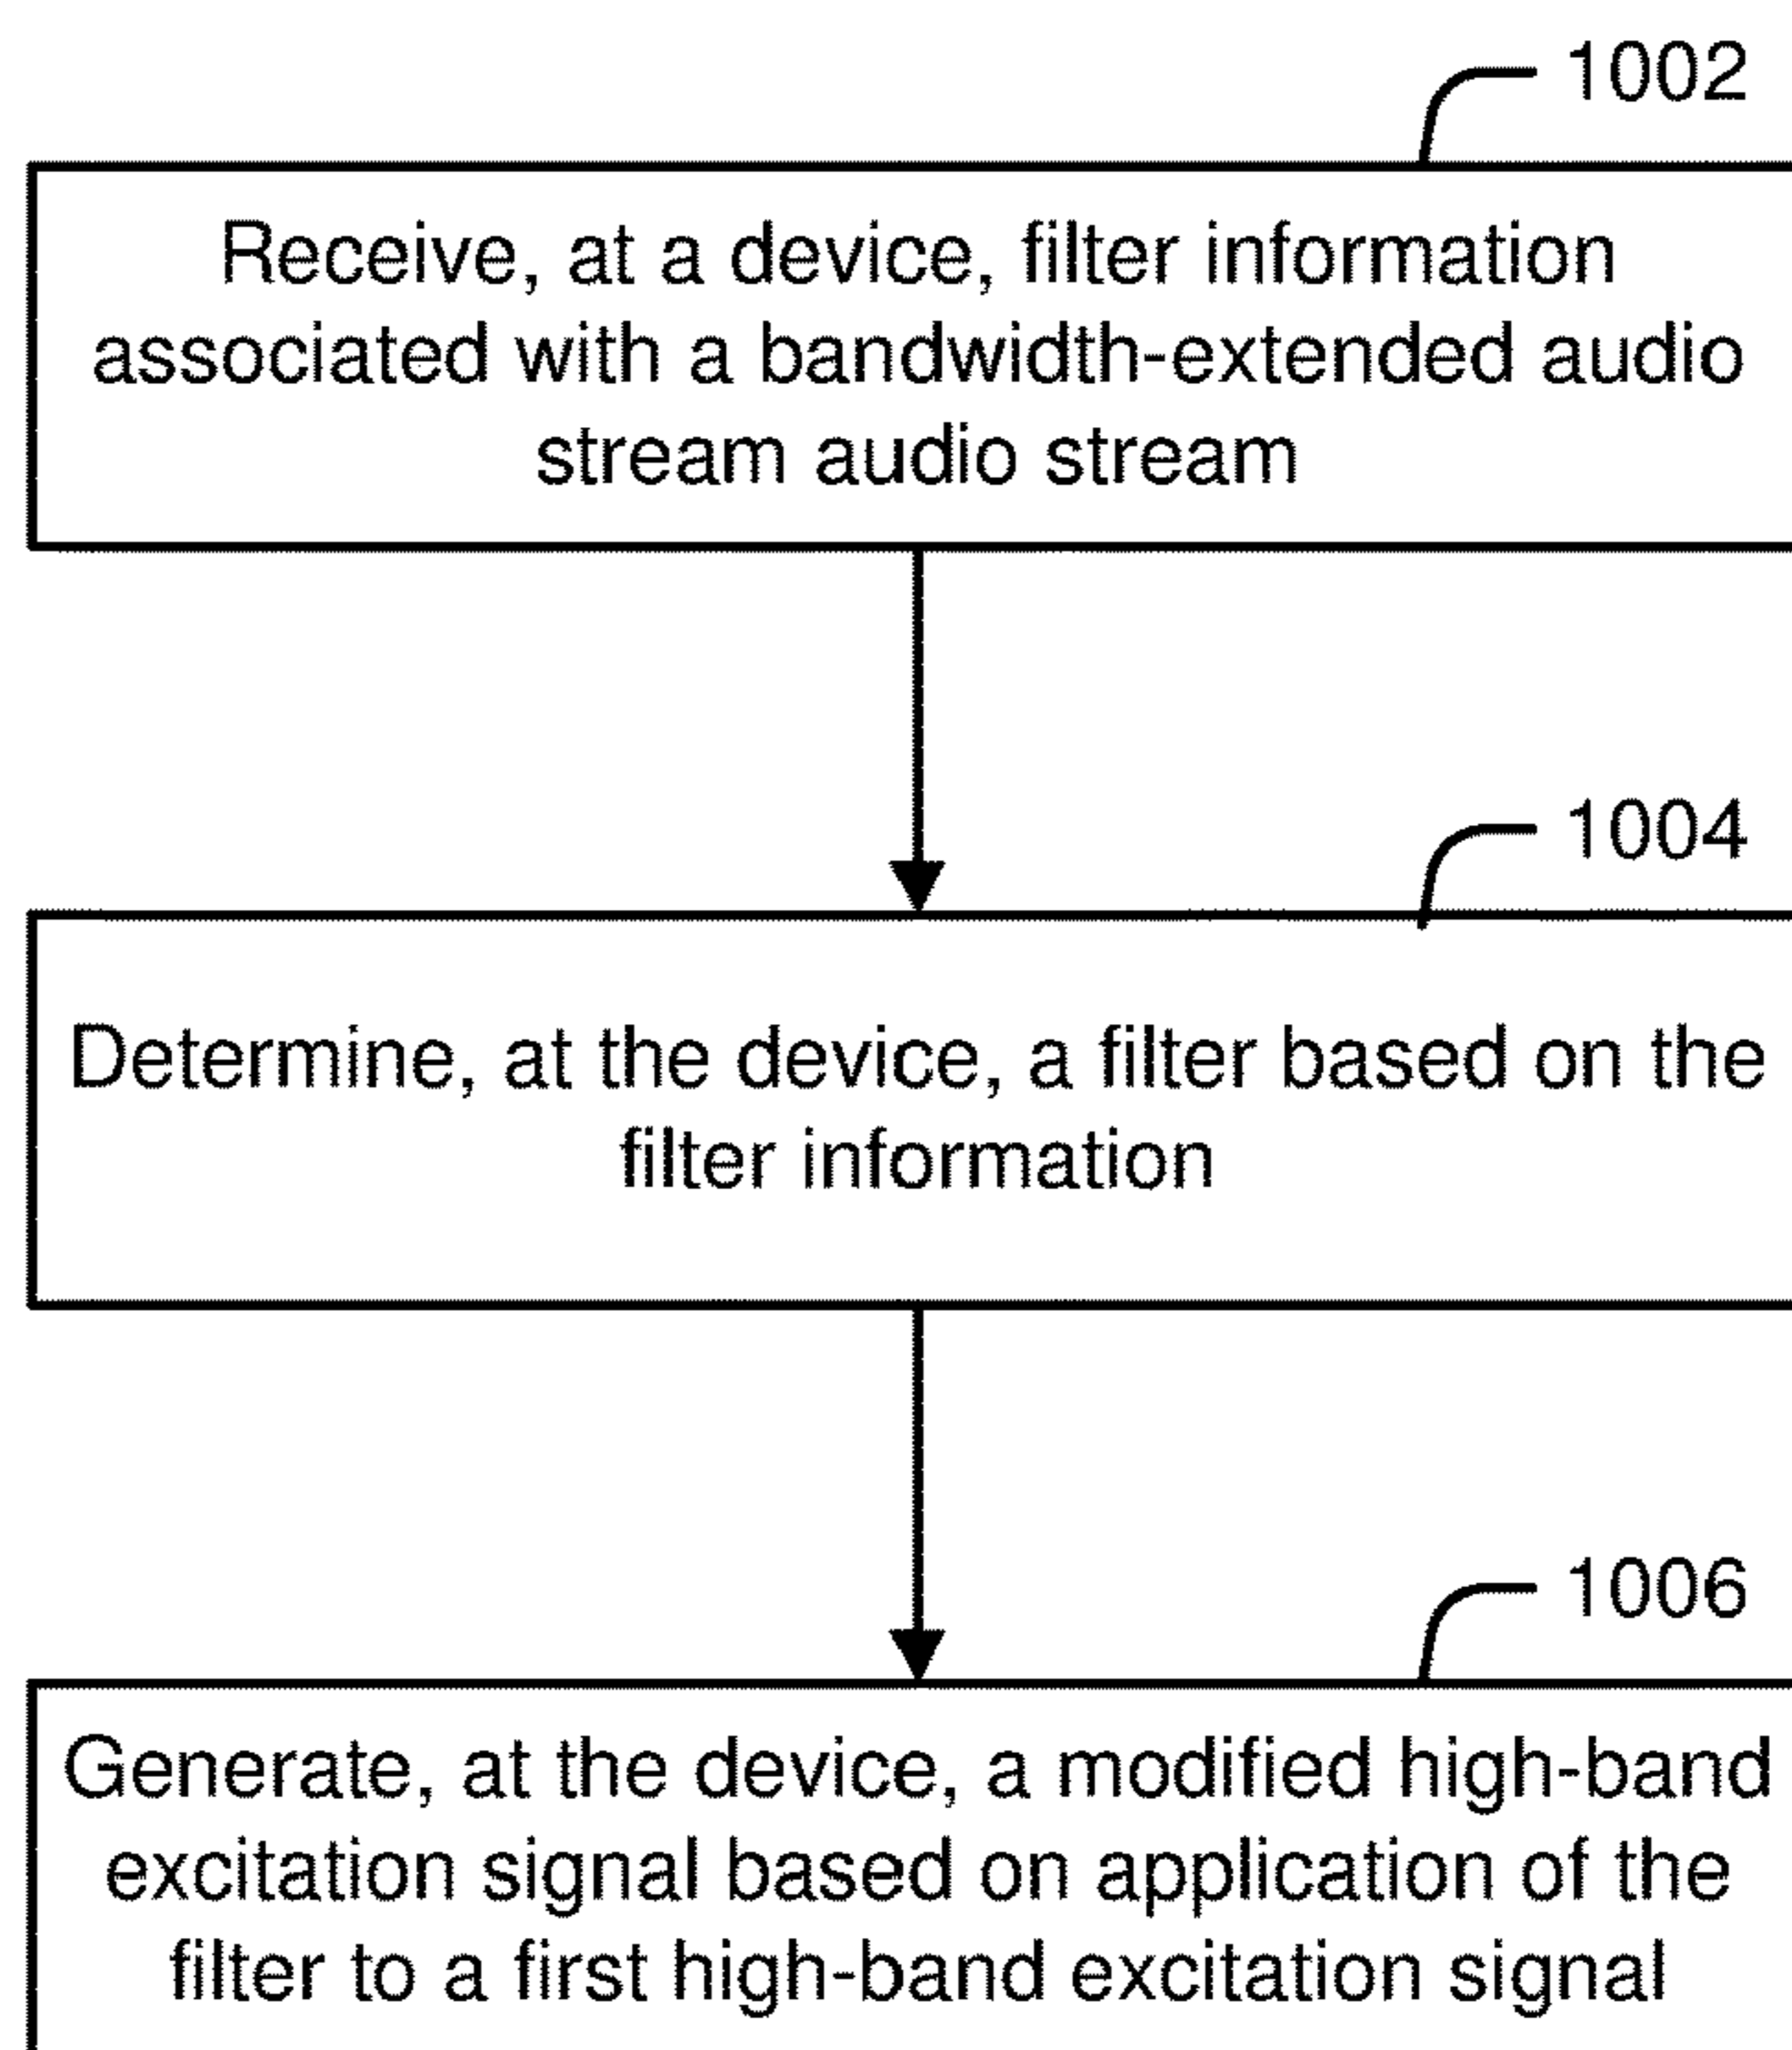 1002
Receive, at a device, filter information
associated with a bandwidth-extended audio
stream audio stream
1004
Determine, at the device, a filter based on the
filter information
1006
Generate, at the device, a modified high-band
excitation signal based on application of the
filter to a first high-band excitation signal